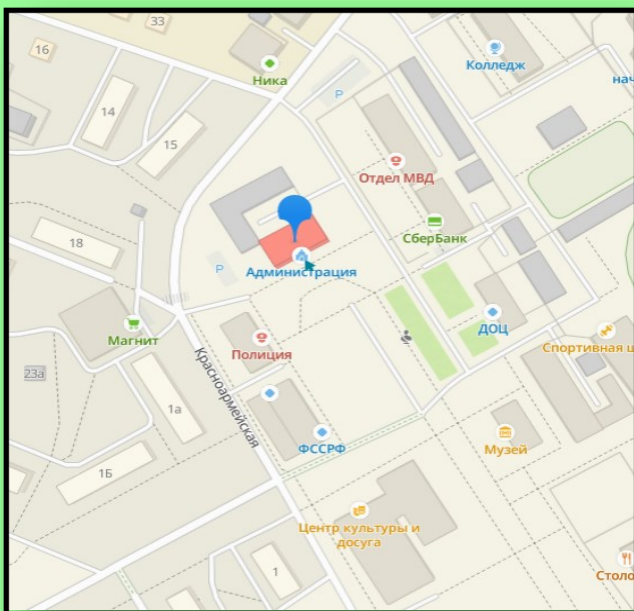 33
16
Ника
Колледж
нач
P
14
15
Отдел МВД
СберБанк
18
P
Администрация
Магнит
Полиция
ДОЦ
Спортивная ш
23а
Красноармейская
1а
ФССРФ
Музей
1Б
Центр культуры и
досуга
1
Столо